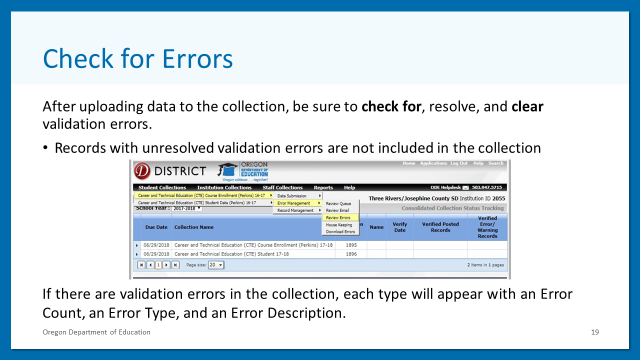 Check for Errors
After uploading data to the collection, be sure to check for, resolve, and clear
validation errors.
• Records with unresolved validation errors are not included in the collection
Home Applications Log Out Help Search
DISTRICT
OREGON
DEPARTMENT OF
EDUCATION
Student Collections Institution Collections Staff Collections Reports Help
ODE Helpdesk 503.947.5715
Career and Technical Education (CTE) Course Enrollment (Perkins) 16-17
Data Submission
Career and Technical Education (CTE) Student Data (Perkins) 16-17
Error Management
Review Queue
Three Rivers/Josephine County SD Institution ID 2055
Record Management
Review Email
School Year: 2017-2018
Consolidated Collection Status Tracking
Review Errors
House Keeping
Download Errors
Due Date Collection Name
Name
Verify
Date
Verify Posted
Records
Verified
Error/
Warning
Records
06/29/2018 Career and Technical Education (CTE) Course Enrollment (Perkins) 17-18 1895
06/29/2018 Career and Technical Education (CTE) Student 17-18 1896
1 Page size: 20 2 items in 1 pages
If there are validation errors in the collection, each type will appear with an Error
Count, an Error Type, and an Error Description.
Oregon Department of Education 19